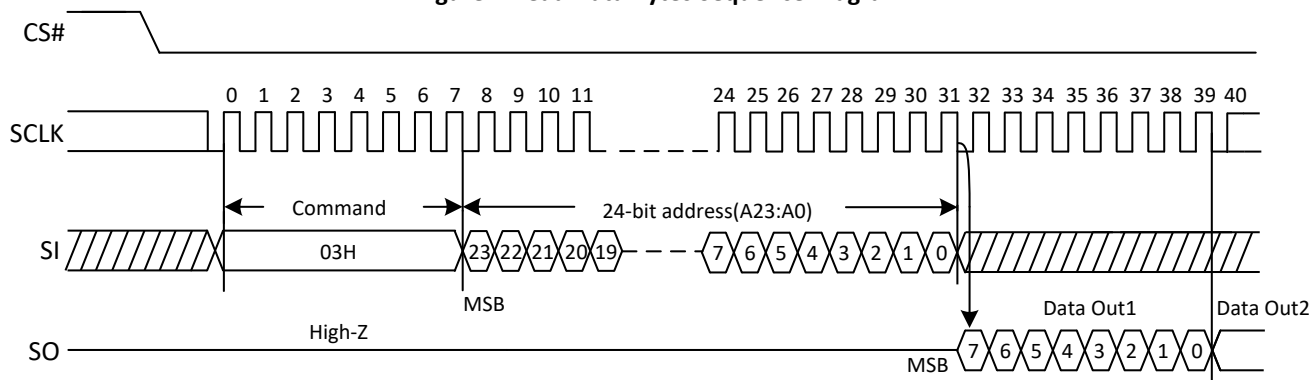 CS#
0 1 2 3 4 5 6 7 8 9 10 11 24 25 26 27 28 29 30 31 32 33 34 35 36 37 38 39 40
SCLK
Command 24-bit address(A23:A0)
SI 03H 23 22 21 20 19 7 6 5 4 3 2 1 0
MSB Data Out1 Data Out2
High-Z
SO MSB 7 6 5 4 3 2 1 0